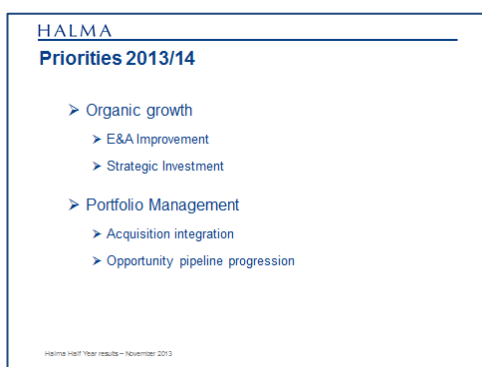 HALMA
Priorities 2013/14
➢ Organic growth
➢ E&A Improvement
➢ Strategic Investment
➢ Portfolio Management
➢ Acquisition integration
➢ Opportunity pipeline progression
Halma Half Year results – November 2013